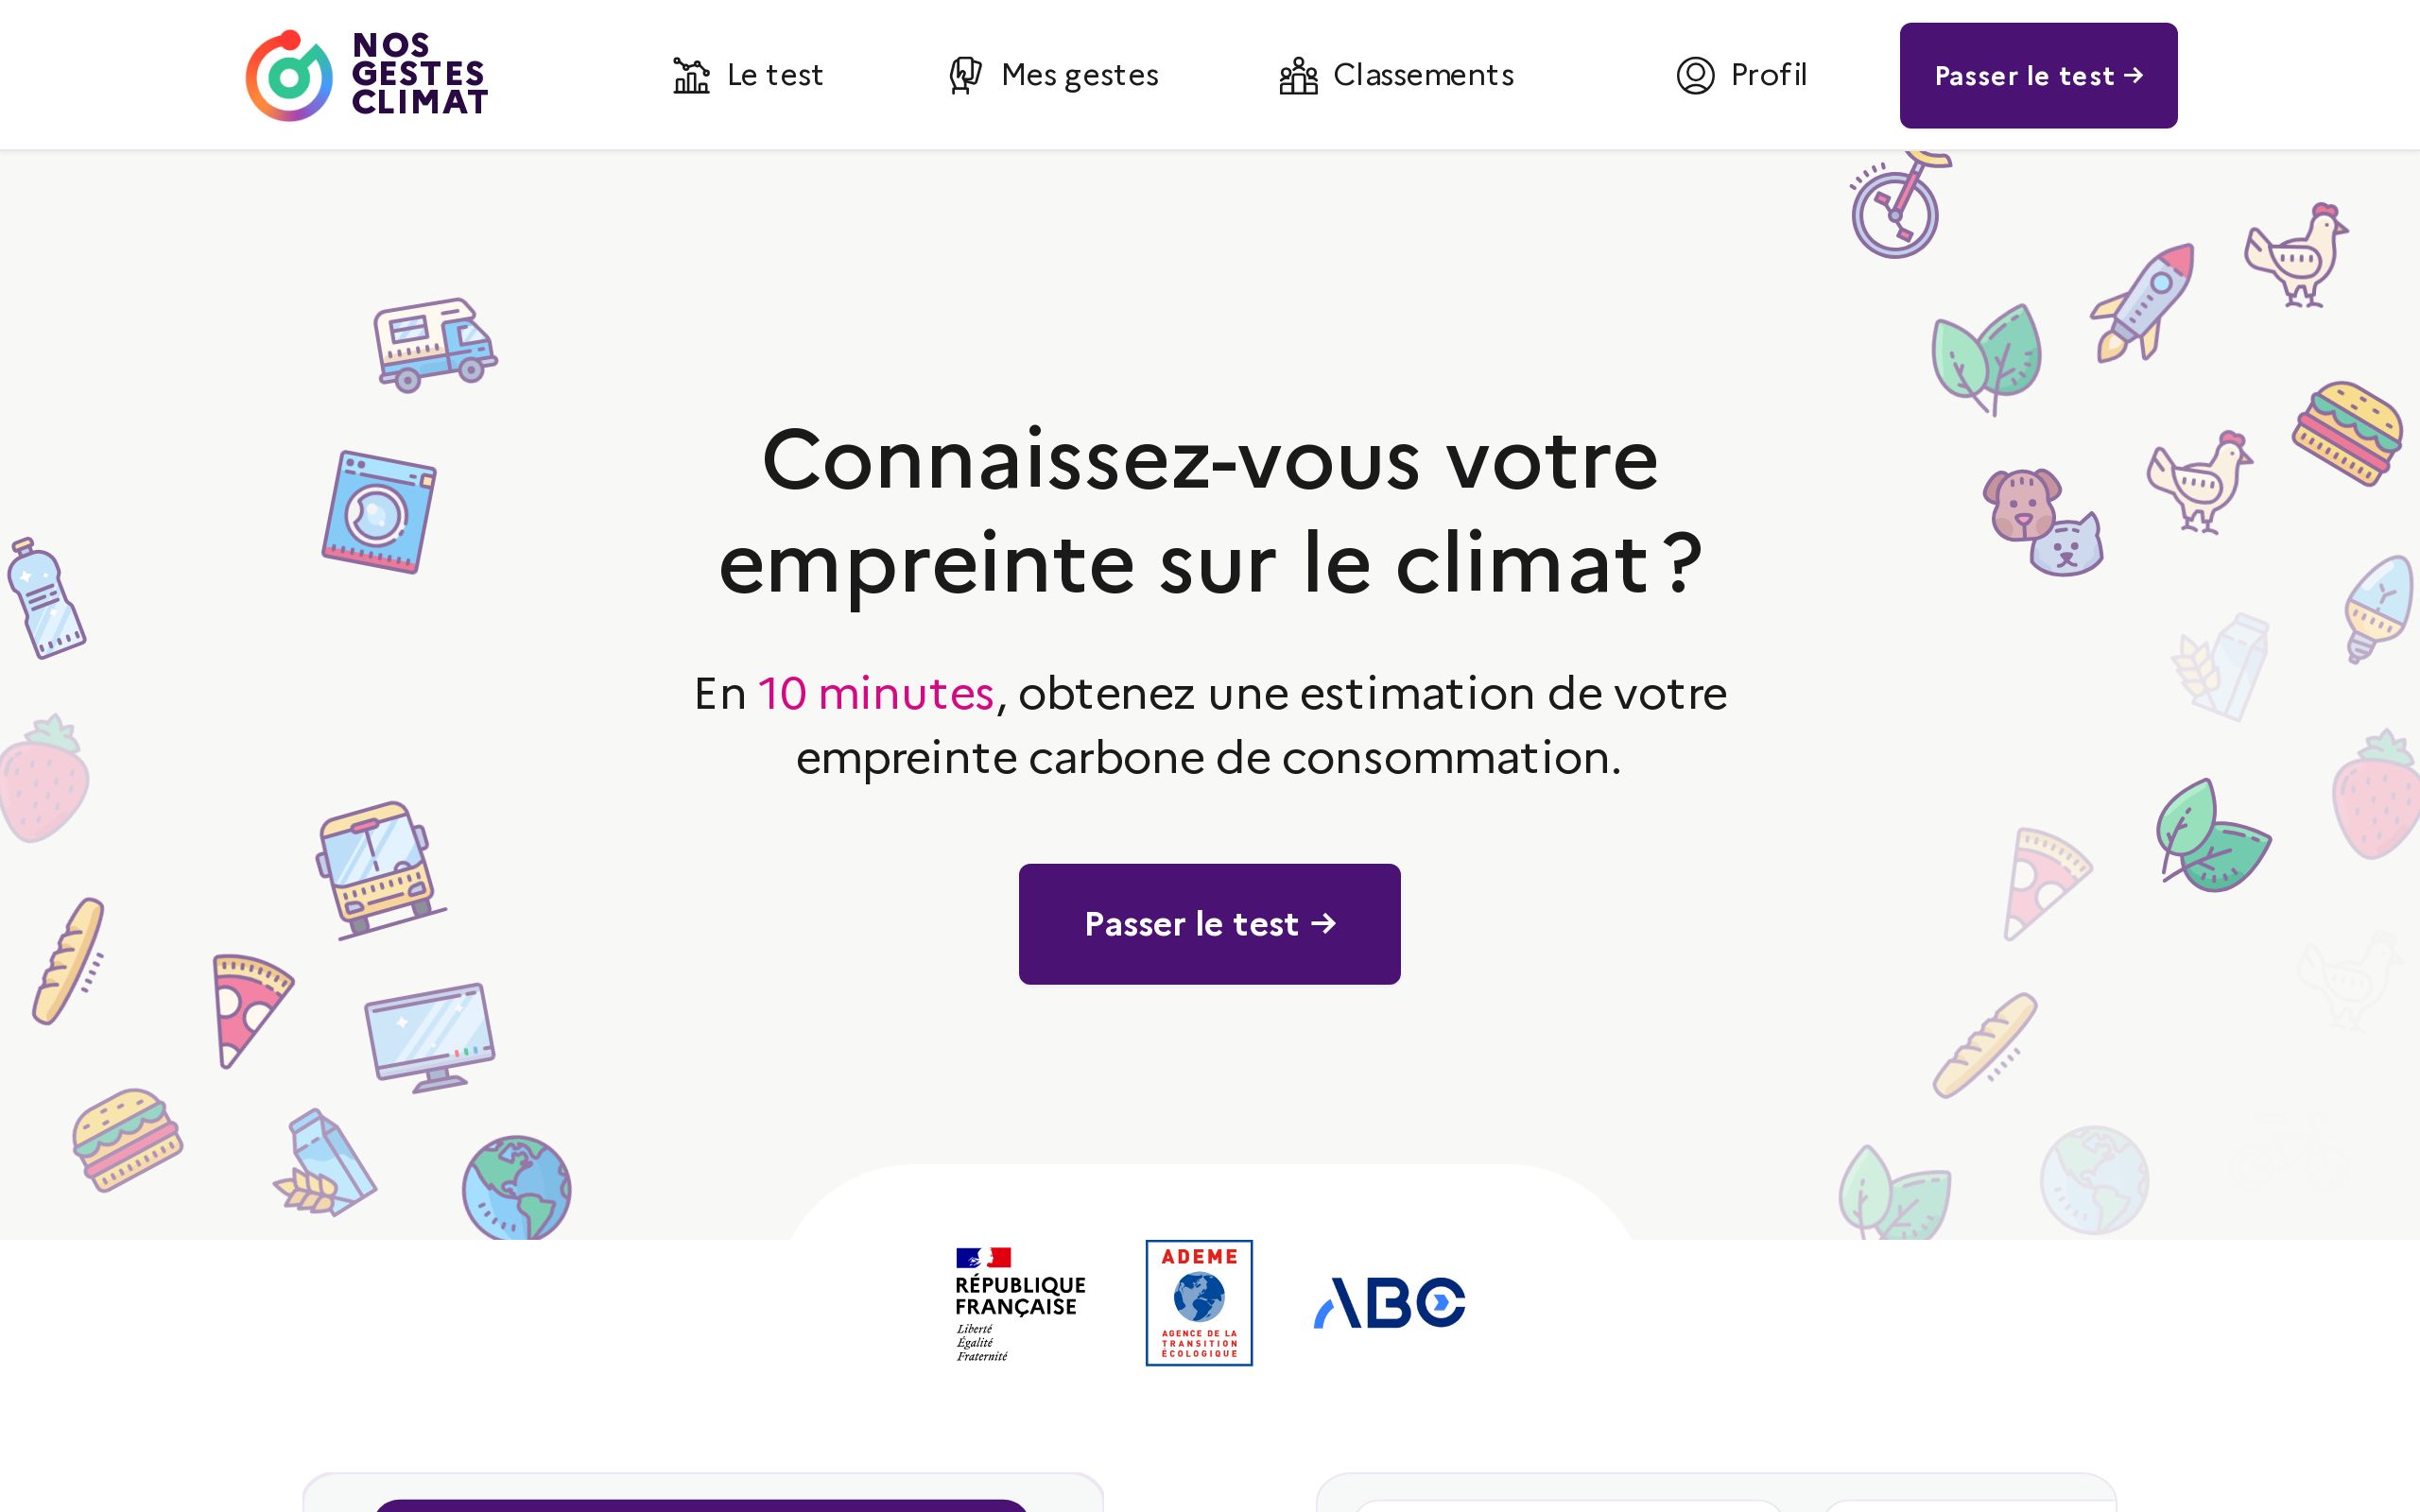 NOS
GESTES
CLIMAT
Le test
Mes gestes
Classements
Profil
Passer le test →
Connaissez-vous votre
empreinte sur le climat ?
En 10 minutes, obtenez une estimation de votre
empreinte carbone de consommation.
Passer le test →
RÉPUBLIQUE
FRANÇAISE
Liberté
Égalité
Fraternité
ADEME
AGENCE DE LA
TRANSITION
ÉCOLOGIQUE
ABC